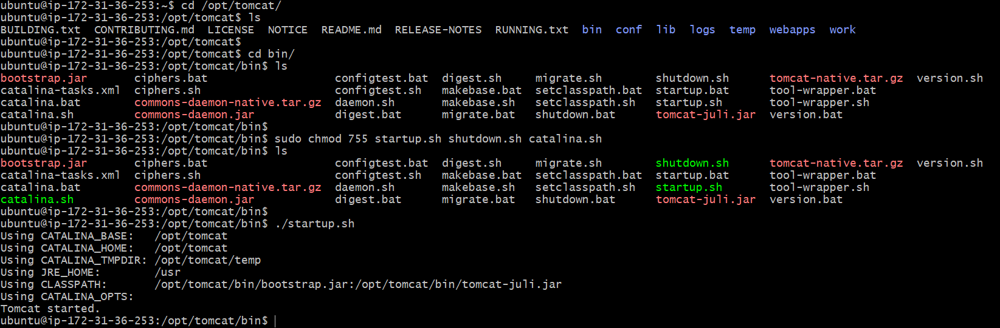 ubuntu@ip-172-31-36-253:~$ cd /opt/tomcat/
ubuntu@ip-172-31-36-253:/opt/tomcat$ ls
BUILDING.txt  CONTRIBUTING.md  LICENSE  NOTICE  README.md  RELEASE-NOTES  RUNNING.txt  bin  conf  lib  logs  temp  webapps  work
ubuntu@ip-172-31-36-253:/opt/tomcat$
ubuntu@ip-172-31-36-253:/opt/tomcat$ cd bin/
ubuntu@ip-172-31-36-253:/opt/tomcat/bin$ ls
bootstrap.jar       ciphers.bat                   configtest.bat  digest.sh     migrate.sh        shutdown.sh      tomcat-native.tar.gz  version.sh
catalina-tasks.xml  ciphers.sh                    configtest.sh   makebase.bat  setclasspath.bat  startup.bat      tool-wrapper.bat
catalina.bat        commons-daemon-native.tar.gz  daemon.sh       makebase.sh   setclasspath.sh   startup.sh       tool-wrapper.sh
catalina.sh         commons-daemon.jar            digest.bat      migrate.bat   shutdown.bat      tomcat-juli.jar  version.bat
ubuntu@ip-172-31-36-253:/opt/tomcat/bin$
ubuntu@ip-172-31-36-253:/opt/tomcat/bin$ sudo chmod 755 startup.sh shutdown.sh catalina.sh
ubuntu@ip-172-31-36-253:/opt/tomcat/bin$ ls
bootstrap.jar       ciphers.bat                   configtest.bat  digest.sh     migrate.sh        shutdown.sh      tomcat-native.tar.gz  version.sh
catalina-tasks.xml  ciphers.sh                    configtest.sh   makebase.bat  setclasspath.bat  startup.bat      tool-wrapper.bat
catalina.bat        commons-daemon-native.tar.gz  daemon.sh       makebase.sh   setclasspath.sh   startup.sh       tool-wrapper.sh
catalina.sh         commons-daemon.jar            digest.bat      migrate.bat   shutdown.bat      tomcat-juli.jar  version.bat
ubuntu@ip-172-31-36-253:/opt/tomcat/bin$
ubuntu@ip-172-31-36-253:/opt/tomcat/bin$ ./startup.sh
Using CATALINA_BASE:   /opt/tomcat
Using CATALINA_HOME:   /opt/tomcat
Using CATALINA_TMPDIR: /opt/tomcat/temp
Using JRE_HOME:        /usr
Using CLASSPATH:       /opt/tomcat/bin/bootstrap.jar:/opt/tomcat/bin/tomcat-juli.jar
Using CATALINA_OPTS:
Tomcat started.
ubuntu@ip-172-31-36-253:/opt/tomcat/bin$